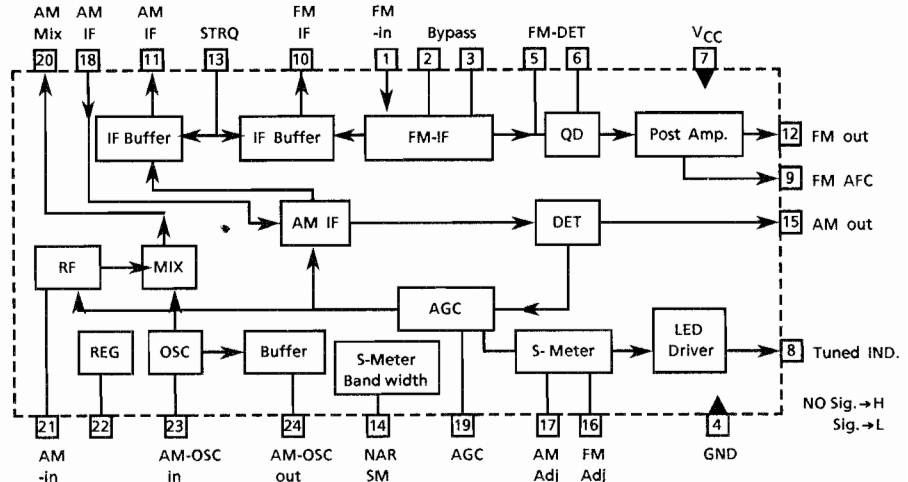 AM AM AM FM FM
Mix IF IF STRQ IF -in Bypass FM-DET VCC
20 18 11 13 10 1 2 3 5 6 7
IF Buffer IF Buffer FM-IF QD Post Amp. 12 FM out
9 FM AFC
AM IF DET 15 AM out
RF MIX
AGC
REG OSC Buffer S-Meter Band width S-Meter LED Driver 8 Tuned IND.
NO Sig.→H
Sig.→L
21 22 23 24 14 19 17 16 4
AM AM-OSC AM-OSC NAR AGC AM FM GND
-in in out SM Adj Adj